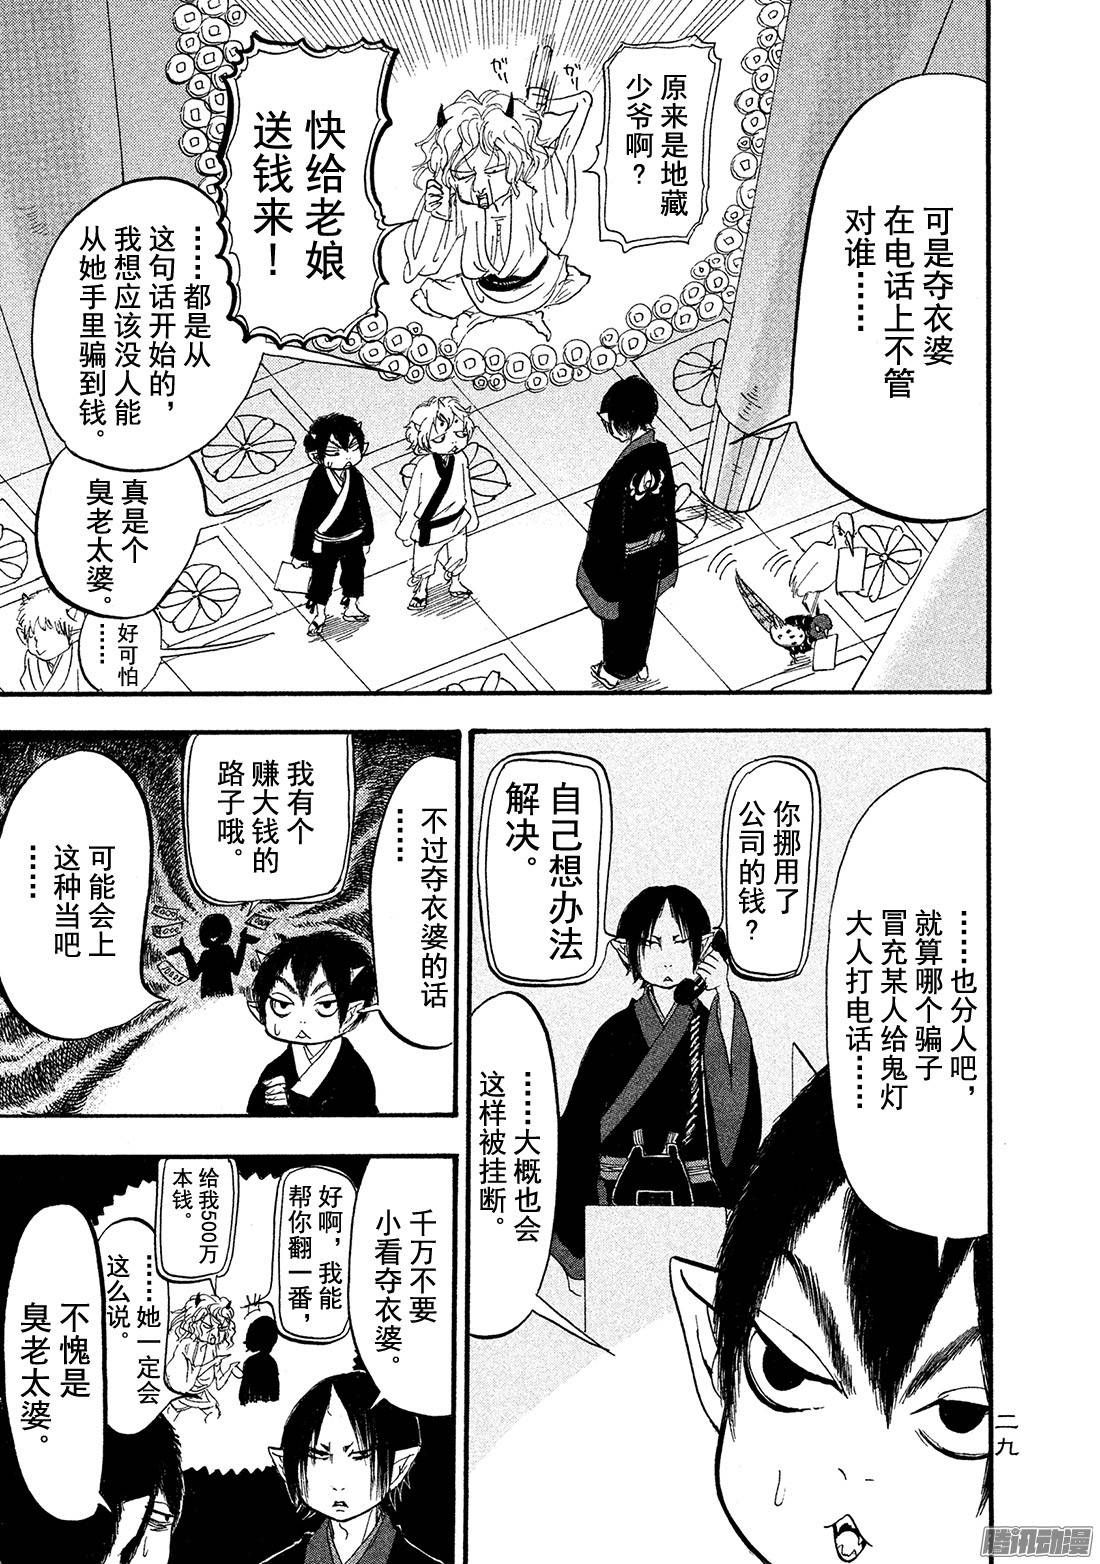 可是夺衣婆
在电话上不管
对谁……
原来是地藏
少爷啊？
ガ
ガ
快给老娘
送钱来！
……都是从
这句话开始的，
我想应该没人能
从她手里骗到钱。
真是个
臭老太婆。
好可怕
……
……也分人吧，
就算哪个骗子
冒充某人给鬼灯
大人打电话……
你挪用了
公司的钱？
自己想办法
解决。
……大概也会
这样被挂断。
不过夺衣婆的话
……
我有个
赚大钱的
路子哦。
可能会上
这种当吧
……
千万不要
小看夺衣婆。
好啊，我能
帮你翻一番，
给我500万
本钱。
……她一定会
这么说。
不愧是
臭老太婆。
二九
腾讯动漫